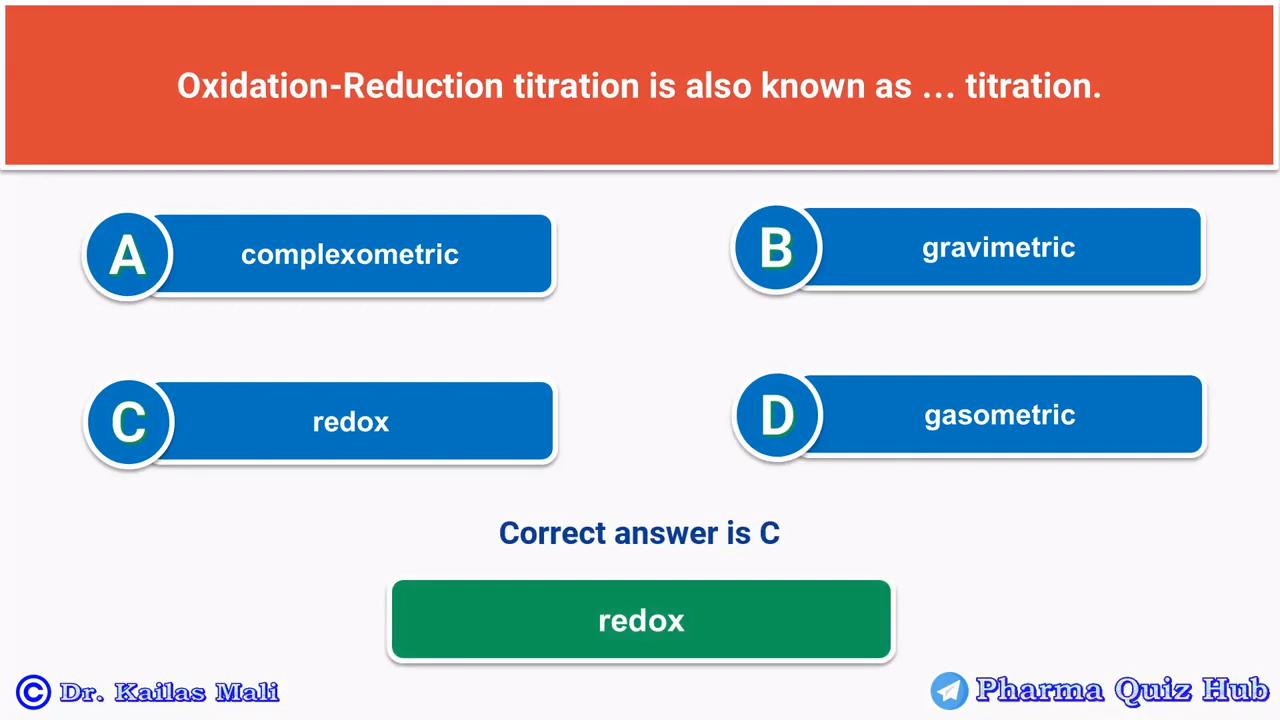 Oxidation-Reduction titration is also known as ... titration.
A complexometric
B gravimetric
C redox
D gasometric
Correct answer is C
redox
© Dr. Kailas Mali
Pharma Quiz Hub